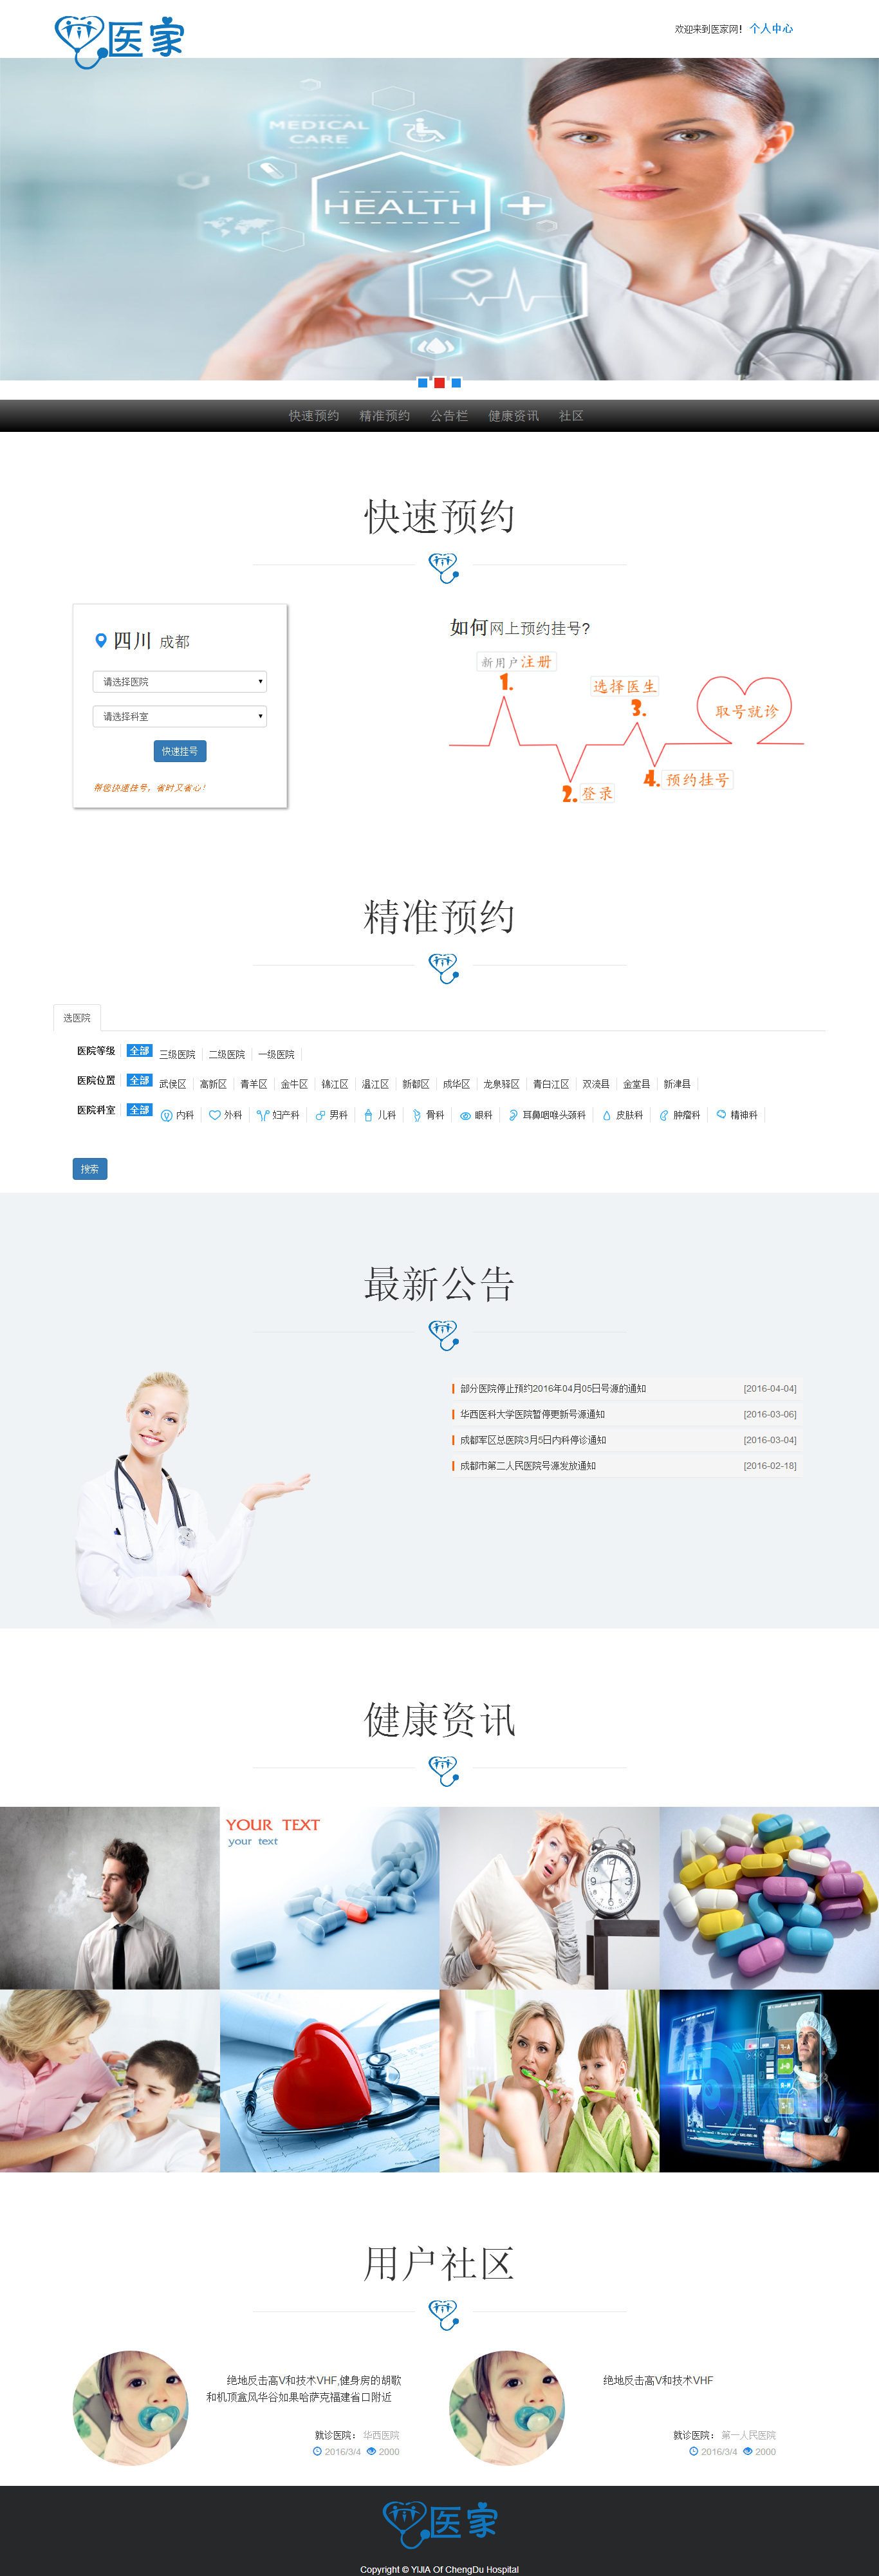 医家
欢迎来到医家网！ 个人中心
MEDICAL
CARE
HEALTH
快速预约 精准预约 公告栏 健康资讯 社区
快速预约
四川 成都
请选择医院
请选择科室
快速挂号
帮您快速挂号，省时又省心！
如何网上预约挂号?
新用户注册
1.
选择医生
3.
取号就诊
2. 登录
4. 预约挂号
精准预约
选医院
医院等级 全部 三级医院 二级医院 一级医院
医院位置 全部 武侯区 高新区 青羊区 金牛区 锦江区 温江区 新都区 成华区 龙泉驿区 青白江区 双流县 金堂县 新津县
医院科室 全部 内科 外科 妇产科 男科 儿科 骨科 眼科 耳鼻咽喉头颈科 皮肤科 肿瘤科 精神科
搜索
最新公告
部分医院停止预约2016年04月05日号源的通知 [2016-04-04]
华西医科大学医院暂停更新号源通知 [2016-03-06]
成都军区总医院3月5日内科停诊通知 [2016-03-04]
成都市第二人民医院号源发放通知 [2016-02-18]
健康资讯
YOUR TEXT
your text
用户社区
绝地反击高V和技术VHF,健身房的胡歌
和机顶盒风华谷如果哈萨克福建省口附近
就诊医院： 华西医院
2016/3/4 2000
绝地反击高V和技术VHF
就诊医院： 第一人民医院
2016/3/4 2000
医家
Copyright © YIJIA Of ChengDu Hospital